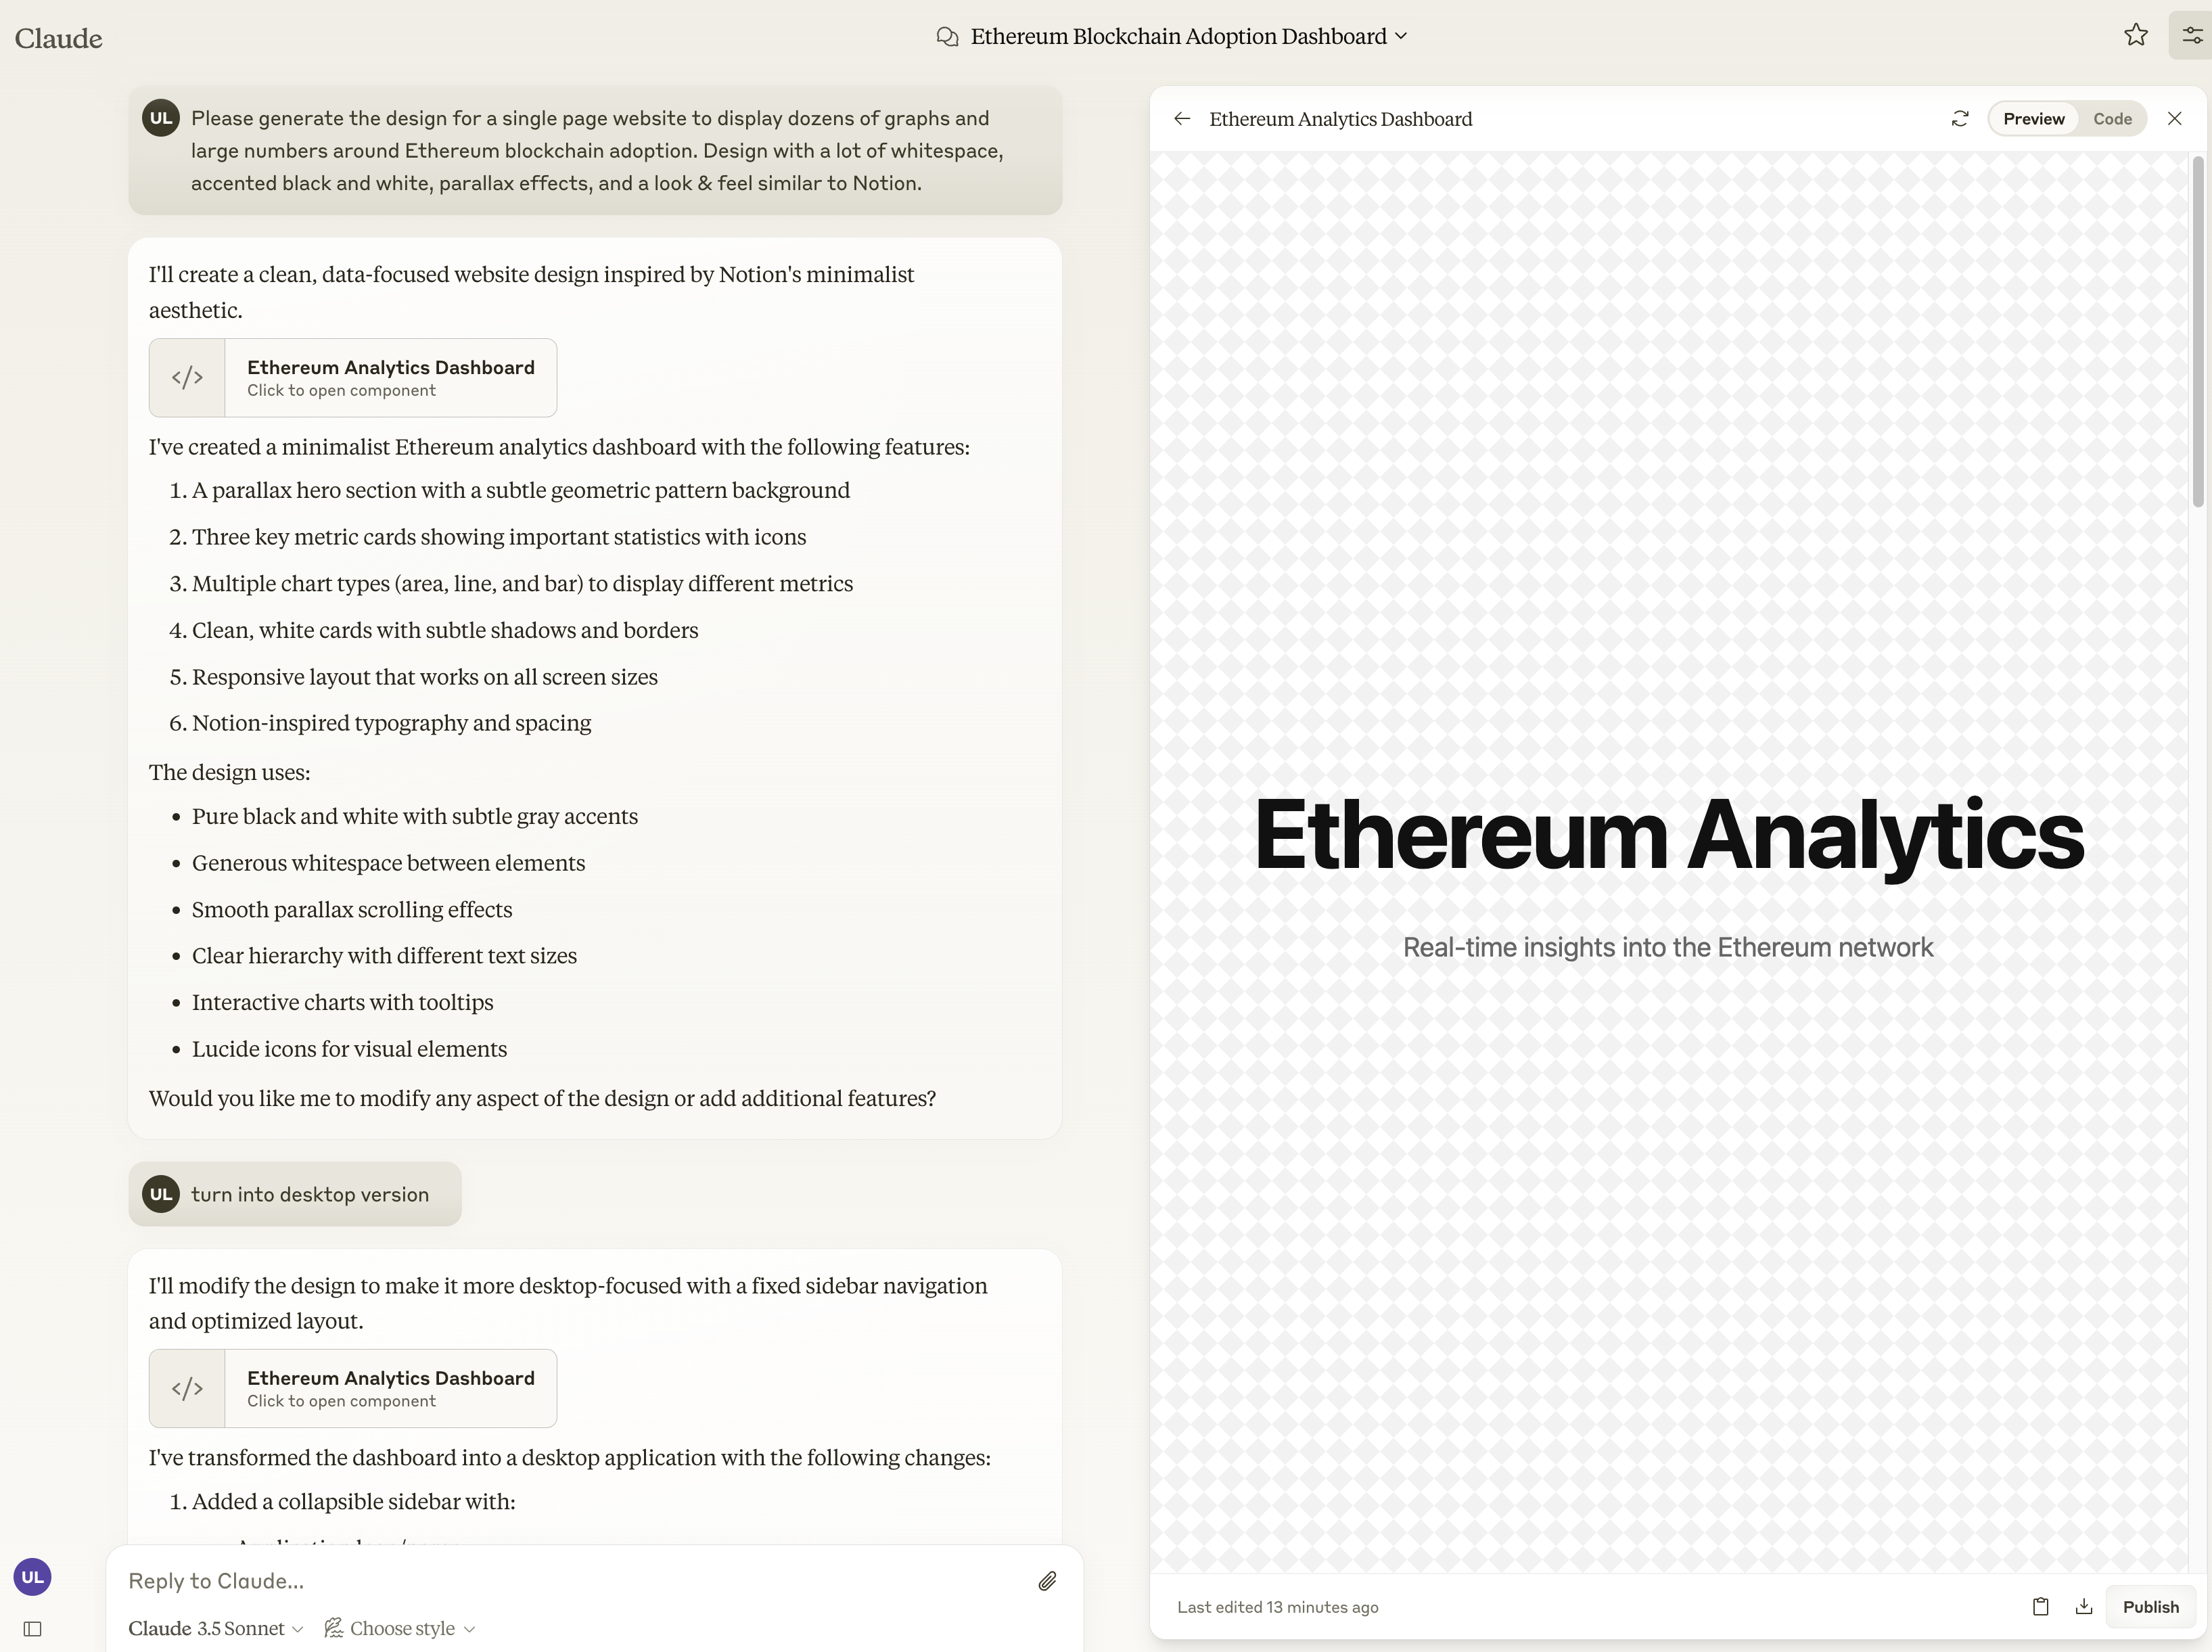 Claude
Ethereum Blockchain Adoption Dashboard
UL
Please generate the design for a single page website to display dozens of graphs and
large numbers around Ethereum blockchain adoption. Design with a lot of whitespace,
accented black and white, parallax effects, and a look & feel similar to Notion.
I'll create a clean, data-focused website design inspired by Notion's minimalist
aesthetic.
</>
Ethereum Analytics Dashboard
Click to open component
I've created a minimalist Ethereum analytics dashboard with the following features:
1. A parallax hero section with a subtle geometric pattern background
2. Three key metric cards showing important statistics with icons
3. Multiple chart types (area, line, and bar) to display different metrics
4. Clean, white cards with subtle shadows and borders
5. Responsive layout that works on all screen sizes
6. Notion-inspired typography and spacing
The design uses:
• Pure black and white with subtle gray accents
• Generous whitespace between elements
• Smooth parallax scrolling effects
• Clear hierarchy with different text sizes
• Interactive charts with tooltips
• Lucide icons for visual elements
Would you like me to modify any aspect of the design or add additional features?
UL
turn into desktop version
I'll modify the design to make it more desktop-focused with a fixed sidebar navigation
and optimized layout.
</>
Ethereum Analytics Dashboard
Click to open component
I've transformed the dashboard into a desktop application with the following changes:
1. Added a collapsible sidebar with:
UL
Reply to Claude...
Claude 3.5 Sonnet
Choose style
Ethereum Analytics Dashboard
Preview
Code
Ethereum Analytics
Real-time insights into the Ethereum network
Last edited 13 minutes ago
Publish